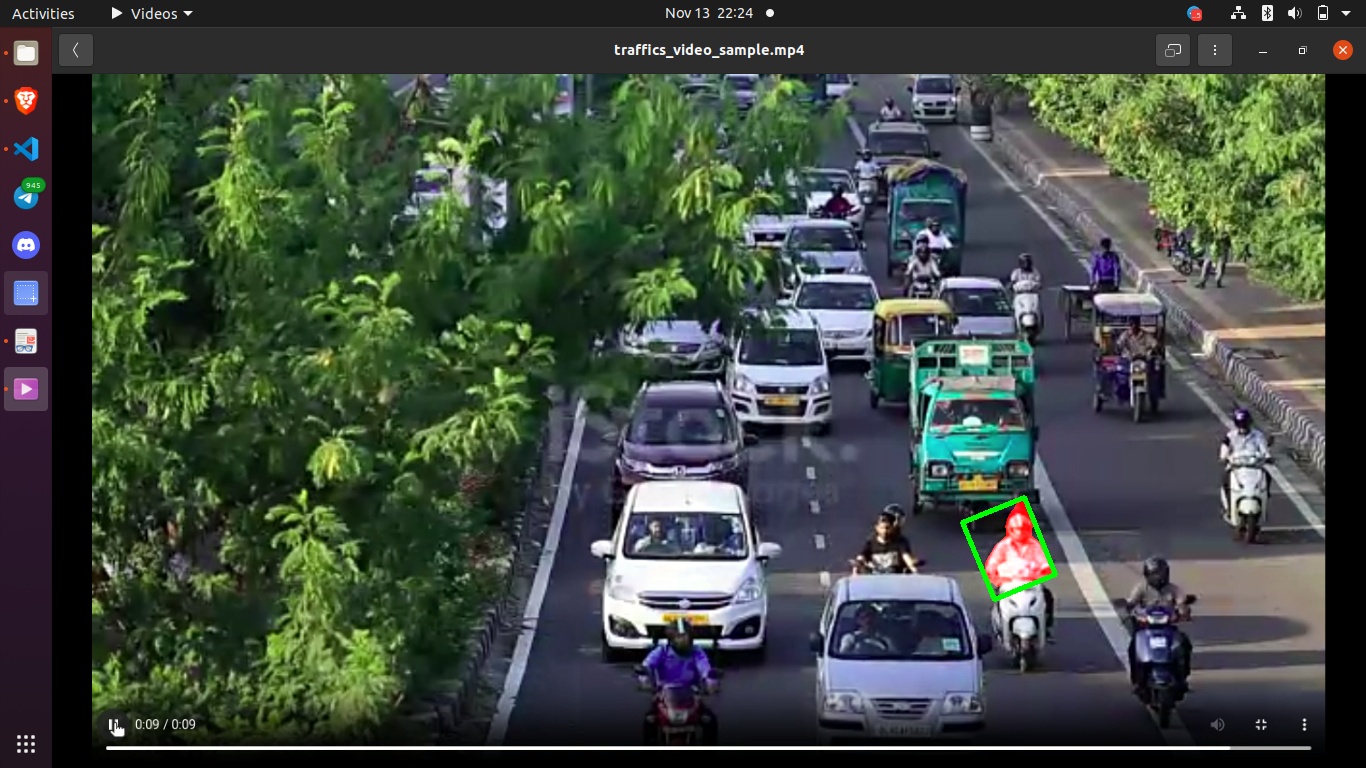 Activities
Videos
Nov 13 22:24
traffics_video_sample.mp4
945
0:09 / 0:09